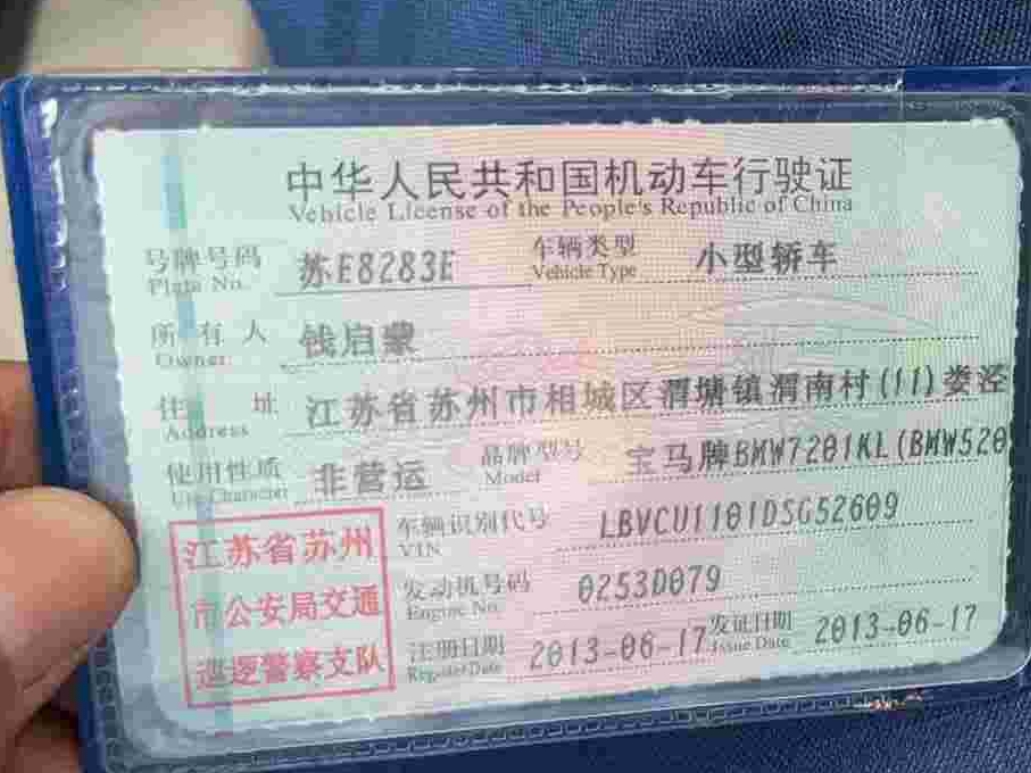 中华人民共和国机动车行驶证
Vehicle License of the People's Republic of China
号牌号码 苏E8283E 车辆类型 小型轿车
Plate No. Vehicle Type
所有人 钱启蒙
Owner
住址 江苏省苏州市相城区渭塘镇渭南村(11)娄泾
Address
使用性质 非营运 品牌型号 宝马牌BMW7201KL(BMW520
Use Character Model
江苏省苏州
市公安局交通
巡逻警察支队
车辆识别代号 LBVCU1101DSG52609
VIN
发动机号码 0253D079
Engine No.
注册日期 2013-06-17 发证日期 2013-06-17
Register Date Issue Date